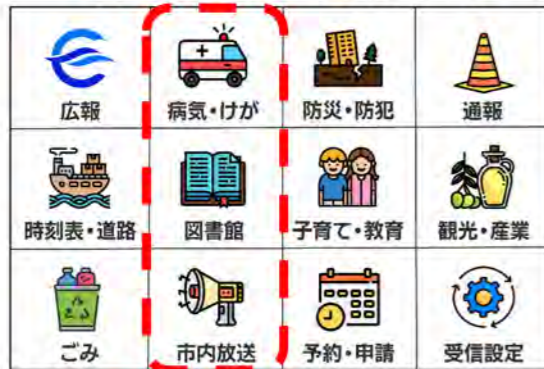 広報
病気・けが
防災・防犯
通報
時刻表・道路
図書館
子育て・教育
観光・産業
ごみ
市内放送
予約・申請
受信設定